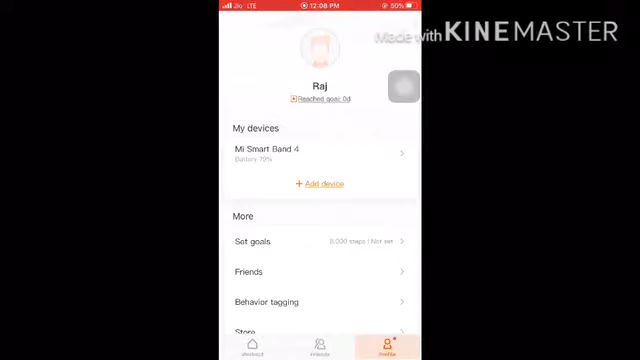 Jio LTE 12:08 PM 50%
Made with KINEMASTER
Raj
Reached goal: 0d
My devices
Mi Smart Band 4
Battery: 79%
+ Add device
More
Set goals 8,000 steps | Not set
Friends
Behavior tagging
Store
Workout Friends Profile